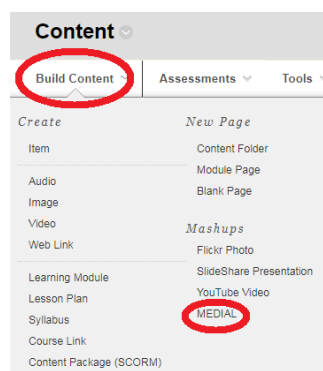 Content
Build Content Assessments Tools
Create
Item
Audio
Image
Video
Web Link
Learning Module
Lesson Plan
Syllabus
Course Link
Content Package (SCORM)
New Page
Content Folder
Module Page
Blank Page
Mashups
Flickr Photo
SlideShare Presentation
YouTube Video
MEDIAL